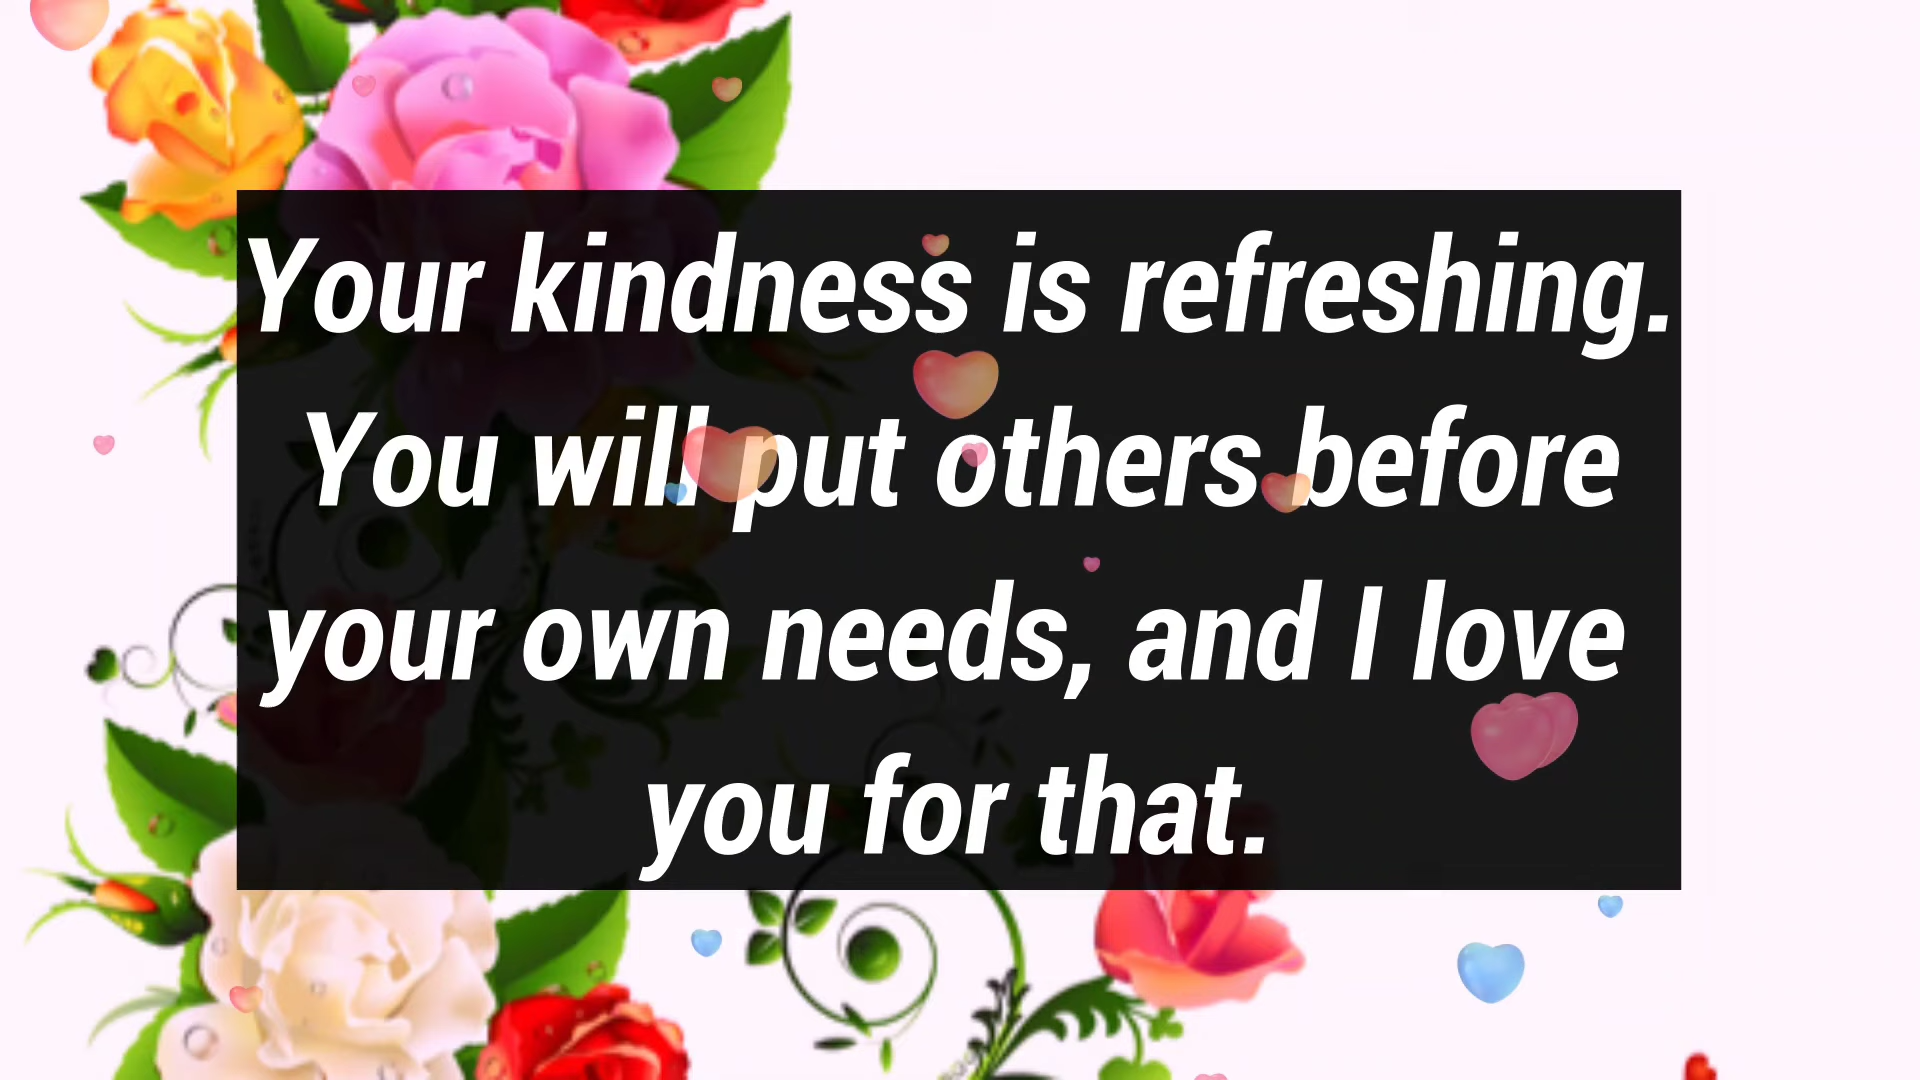 Your kindness is refreshing.
You will put others before
your own needs, and I love
you for that.